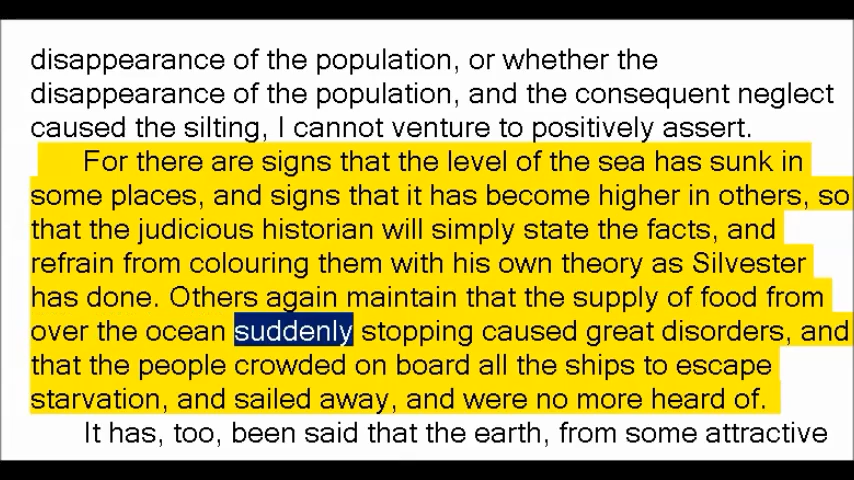 disappearance of the population, or whether the
disappearance of the population, and the consequent neglect
caused the silting, I cannot venture to positively assert.
For there are signs that the level of the sea has sunk in
some places, and signs that it has become higher in others, so
that the judicious historian will simply state the facts, and
refrain from colouring them with his own theory as Silvester
has done. Others again maintain that the supply of food from
over the ocean suddenly stopping caused great disorders, and
that the people crowded on board all the ships to escape
starvation, and sailed away, and were no more heard of.
It has, too, been said that the earth, from some attractive